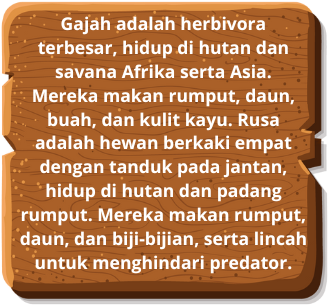 Gajah adalah herbivora
terbesar, hidup di hutan dan
savana Afrika serta Asia.
Mereka makan rumput, daun,
buah, dan kulit kayu. Rusa
adalah hewan berkaki empat
dengan tanduk pada jantan,
hidup di hutan dan padang
rumput. Mereka makan rumput,
daun, dan biji-bijian, serta lincah
untuk menghindari predator.